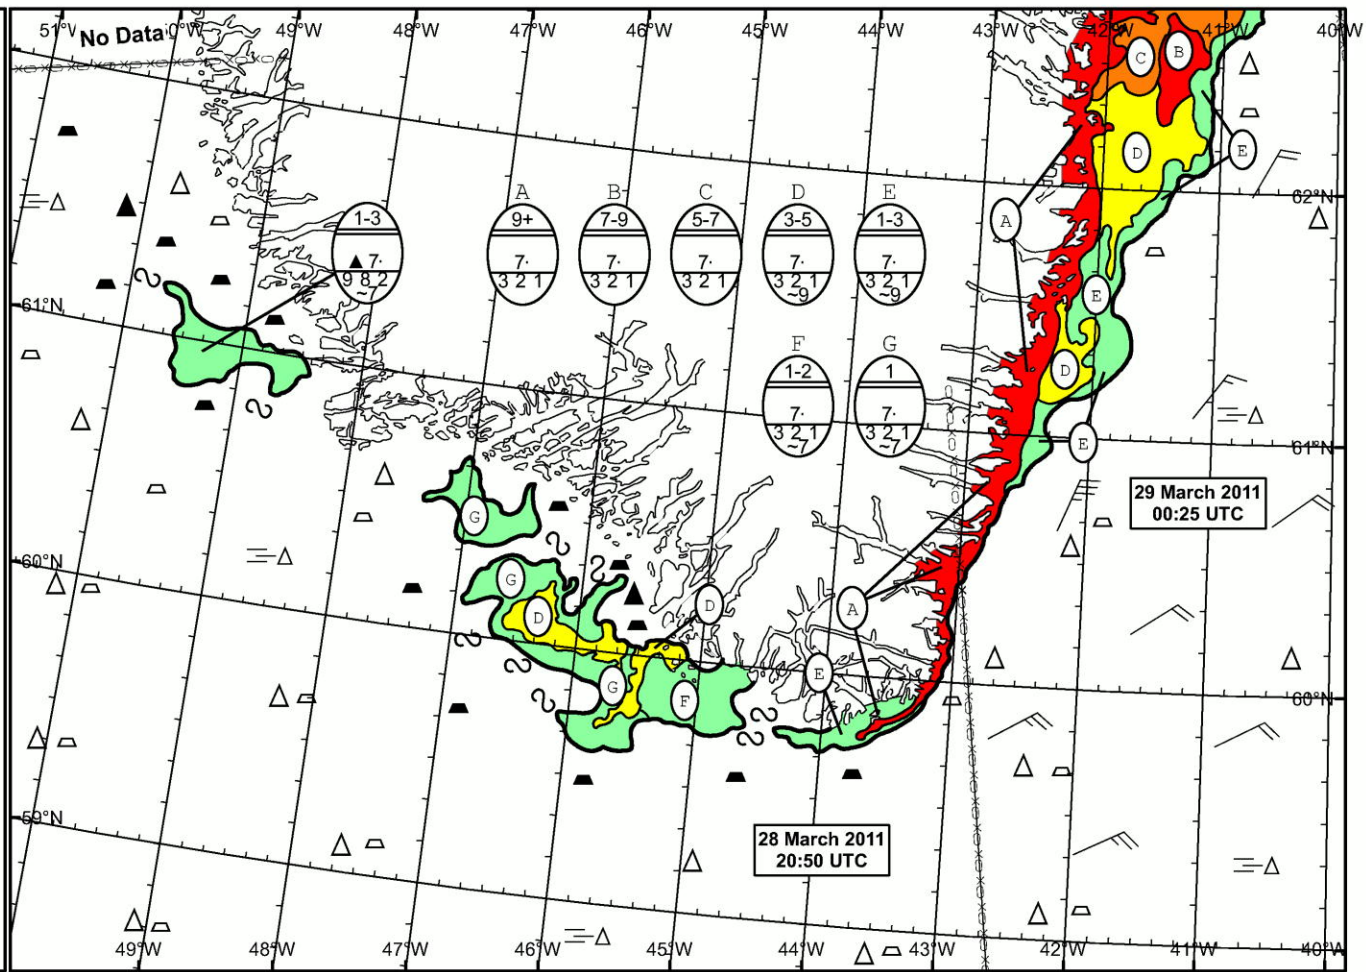 51°W
50°W
49°W
48°W
47°W
46°W
45°W
44°W
43°W
42°W
41°W
40°W
No Data
C
B
D
E
62°N
A
A B C D E
1-3 9+ 7-9 5-7 3-5 1-3
7· 7· 7· 7· 7· 7·
9 8 2 3 2 1 3 2 1 3 2 1 3 2 1 3 2 1
~7 ~9 ~9
E
61°N
F G
1-2 1
7· 7·
3 2 1 3 2 1
~7 ~7
D
E
61°N
29 March 2011
00:25 UTC
G
60°N
G
D
D
A
E
G
F
60°N
59°N
28 March 2011
20:50 UTC
49°W
48°W
47°W
46°W
45°W
44°W
43°W
42°W
41°W
40°W